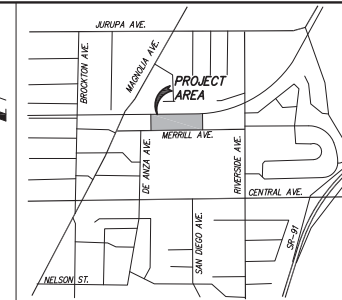 JURUPA AVE.
BROCKTON AVE.
MAGNOLIA AVE.
PROJECT
AREA
MERRILL AVE.
DE ANZA AVE.
RIVERSIDE AVE.
CENTRAL AVE.
SAN DIEGO AVE.
SR-91
NELSON ST.